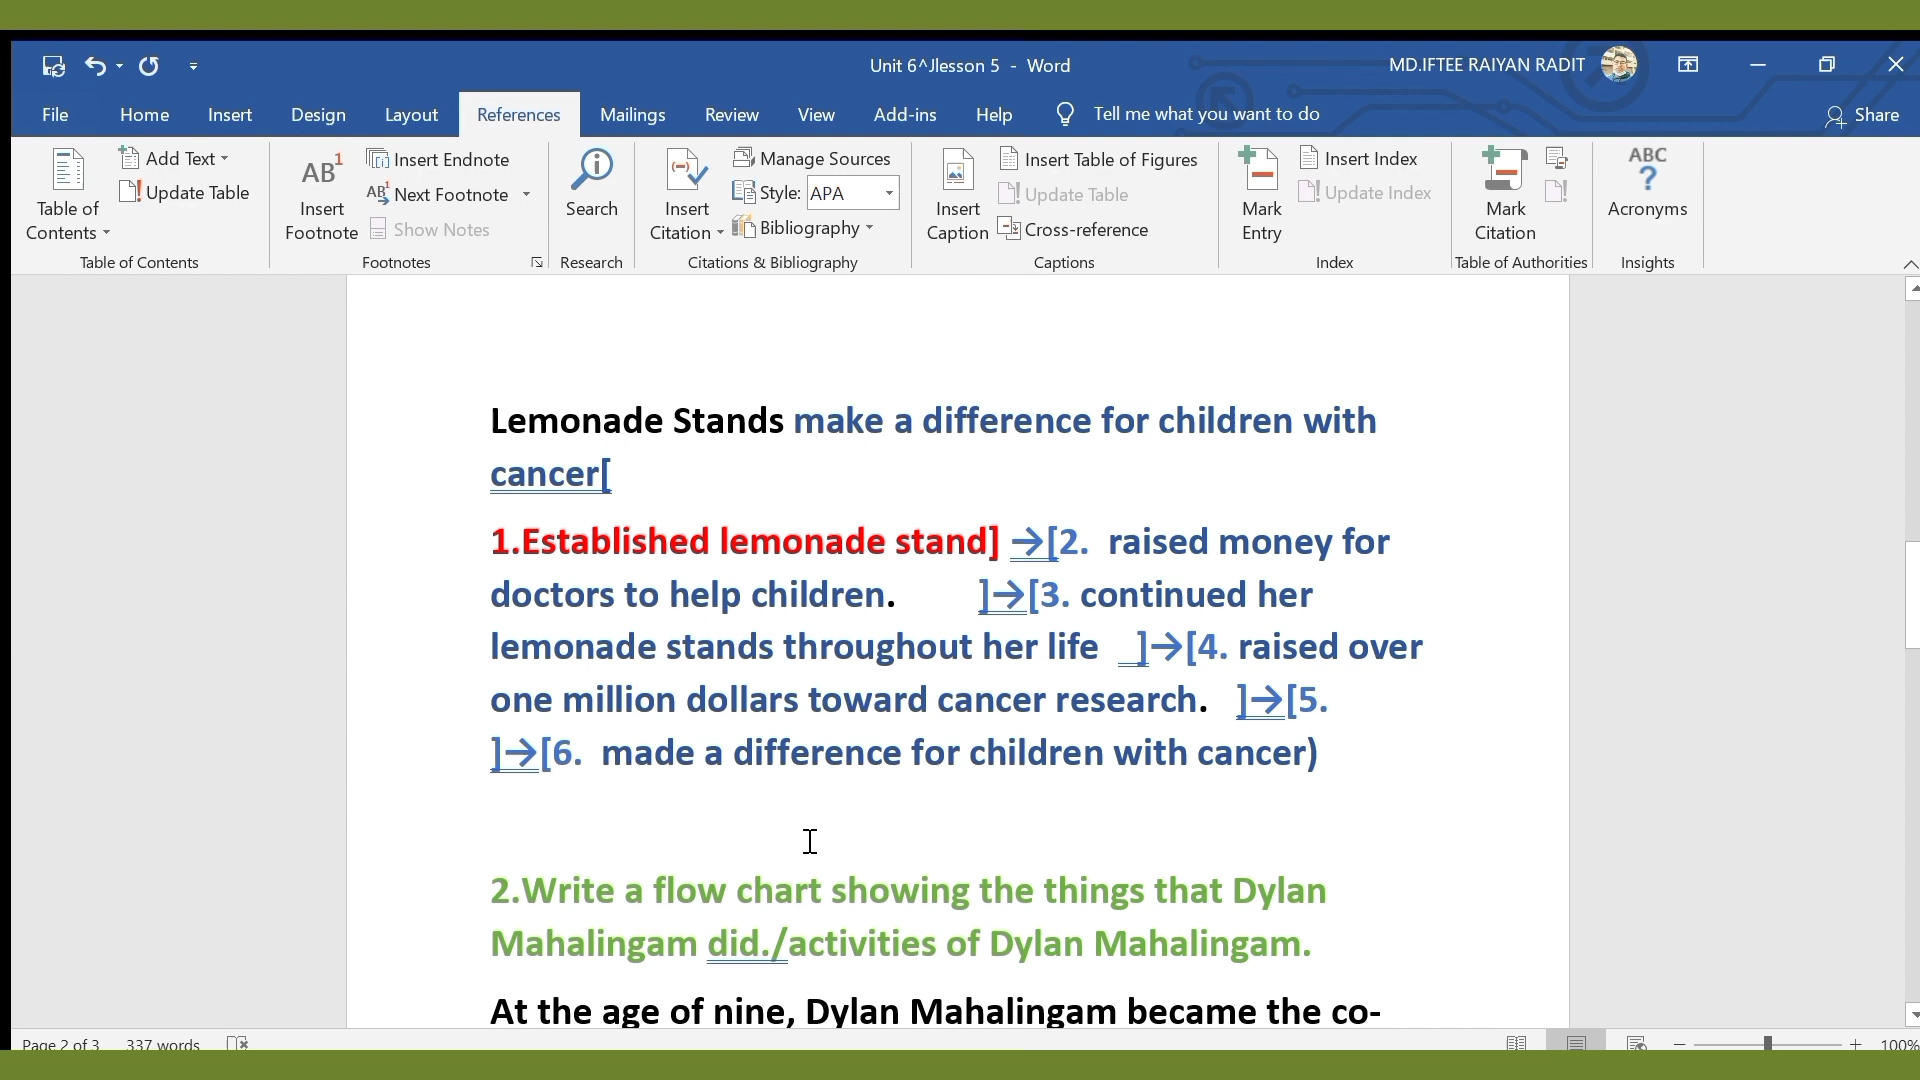 Unit 6^Jlesson 5 - Word
MD.IFTEE RAIYAN RADIT
File Home Insert Design Layout References Mailings Review View Add-ins Help Tell me what you want to do Share
Table of Contents
Add Text
Update Table
Table of Contents
AB1
Insert Footnote
Insert Endnote
AB1 Next Footnote
Show Notes
Footnotes
Search
Research
Insert Citation
Manage Sources
Style: APA
Bibliography
Citations & Bibliography
Insert Caption
Insert Table of Figures
Update Table
Cross-reference
Captions
Mark Entry
Insert Index
Update Index
Index
Mark Citation
Table of Authorities
ABC
?
Acronyms
Insights
Lemonade Stands make a difference for children with
cancer[
1.Established lemonade stand] →[2. raised money for
doctors to help children. ]→[3. continued her
lemonade stands throughout her life ]→[4. raised over
one million dollars toward cancer research. ]→[5.
]→[6. made a difference for children with cancer)
2.Write a flow chart showing the things that Dylan
Mahalingam did./activities of Dylan Mahalingam.
At the age of nine, Dylan Mahalingam became the co-
Page 2 of 3 337 words 100%